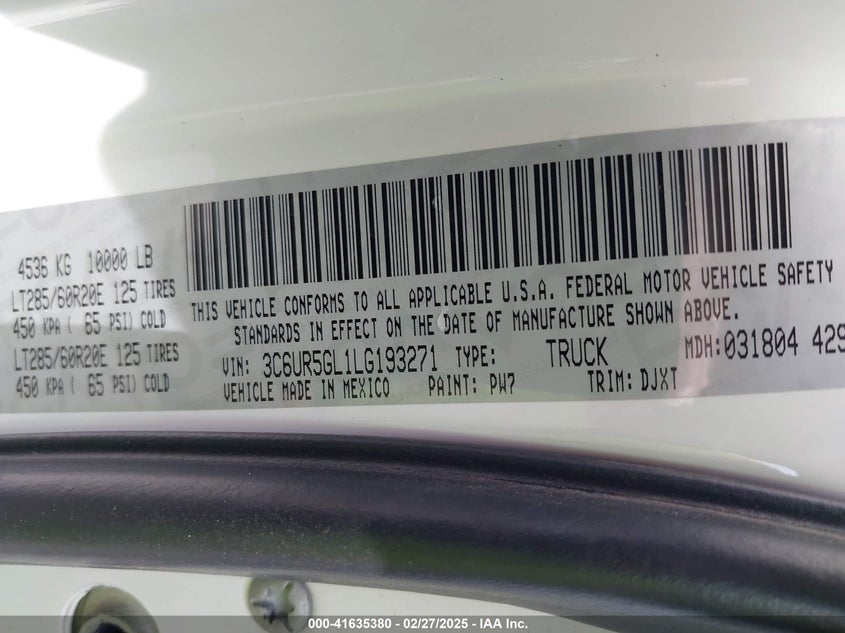 4536 KG 10000 LB
LT285/60R20E 125 TIRES
450 KPA ( 65 PSI) COLD
LT285/60R20E 125 TIRES
450 KPA ( 65 PSI) COLD
THIS VEHICLE CONFORMS TO ALL APPLICABLE U.S.A. FEDERAL MOTOR VEHICLE SAFETY
STANDARDS IN EFFECT ON THE DATE OF MANUFACTURE SHOWN ABOVE.
VIN: 3C6UR5GL1LG193271 TYPE: TRUCK MDH:031804 429
VEHICLE MADE IN MEXICO PAINT: PW7 TRIM: DJXT
000-41635380 - 02/27/2025 - IAA Inc.